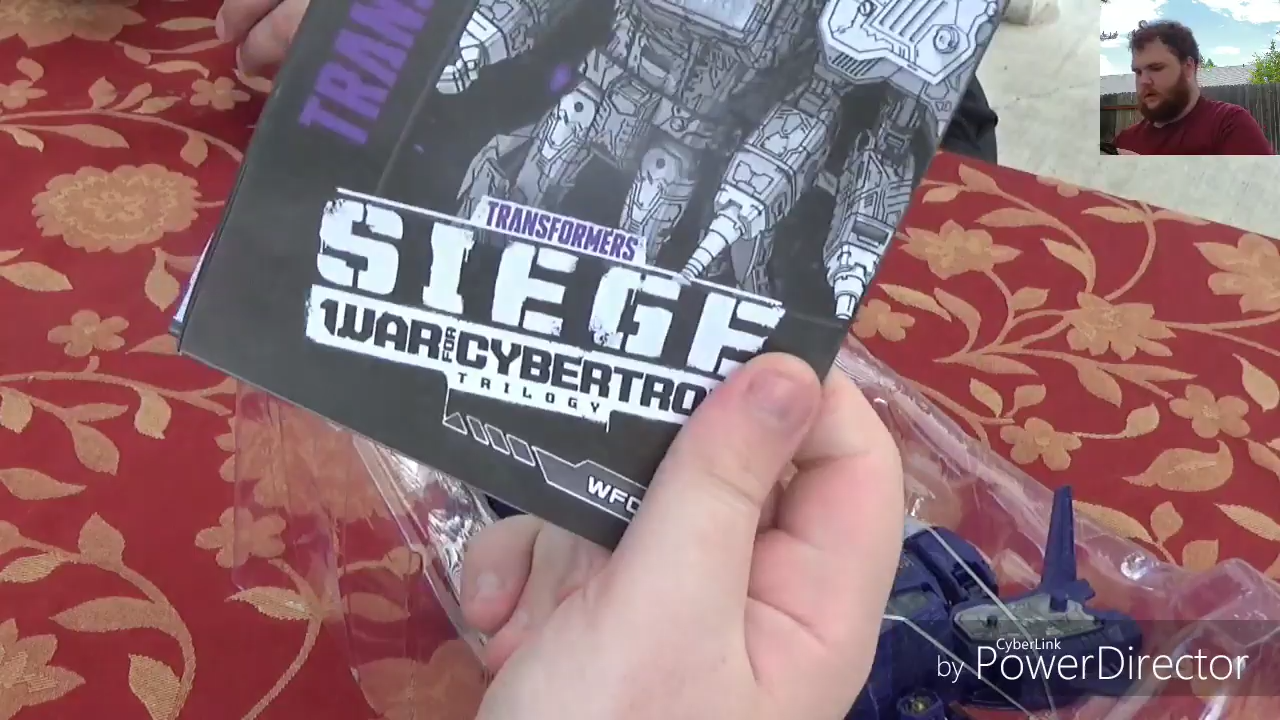 TRANS
TRANSFORMERS
SIEGE
WAR FOR CYBERTRO
TRILOGY
WFC
CyberLink
by PowerDirector